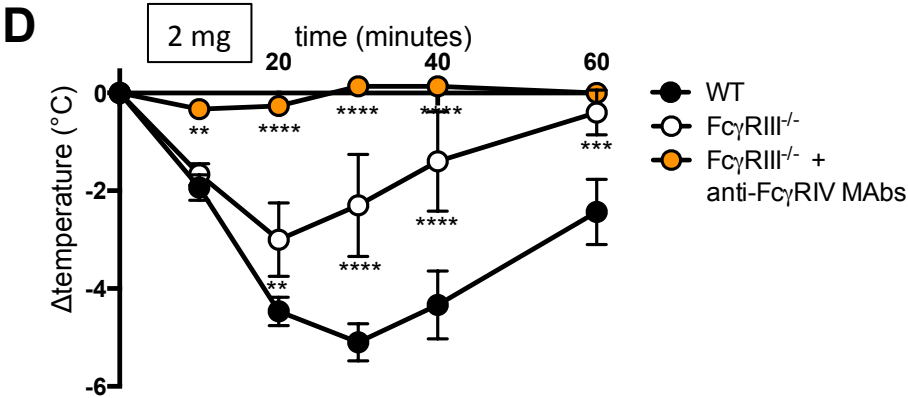 D
2 mg
time (minutes)
20
40
60
0
-2
-4
-6
Δtemperature (°C)
**
****
****
****
***
****
****
**
WT
FcγRIII-/-
FcγRIII-/- +
anti-FcγRIV MAbs